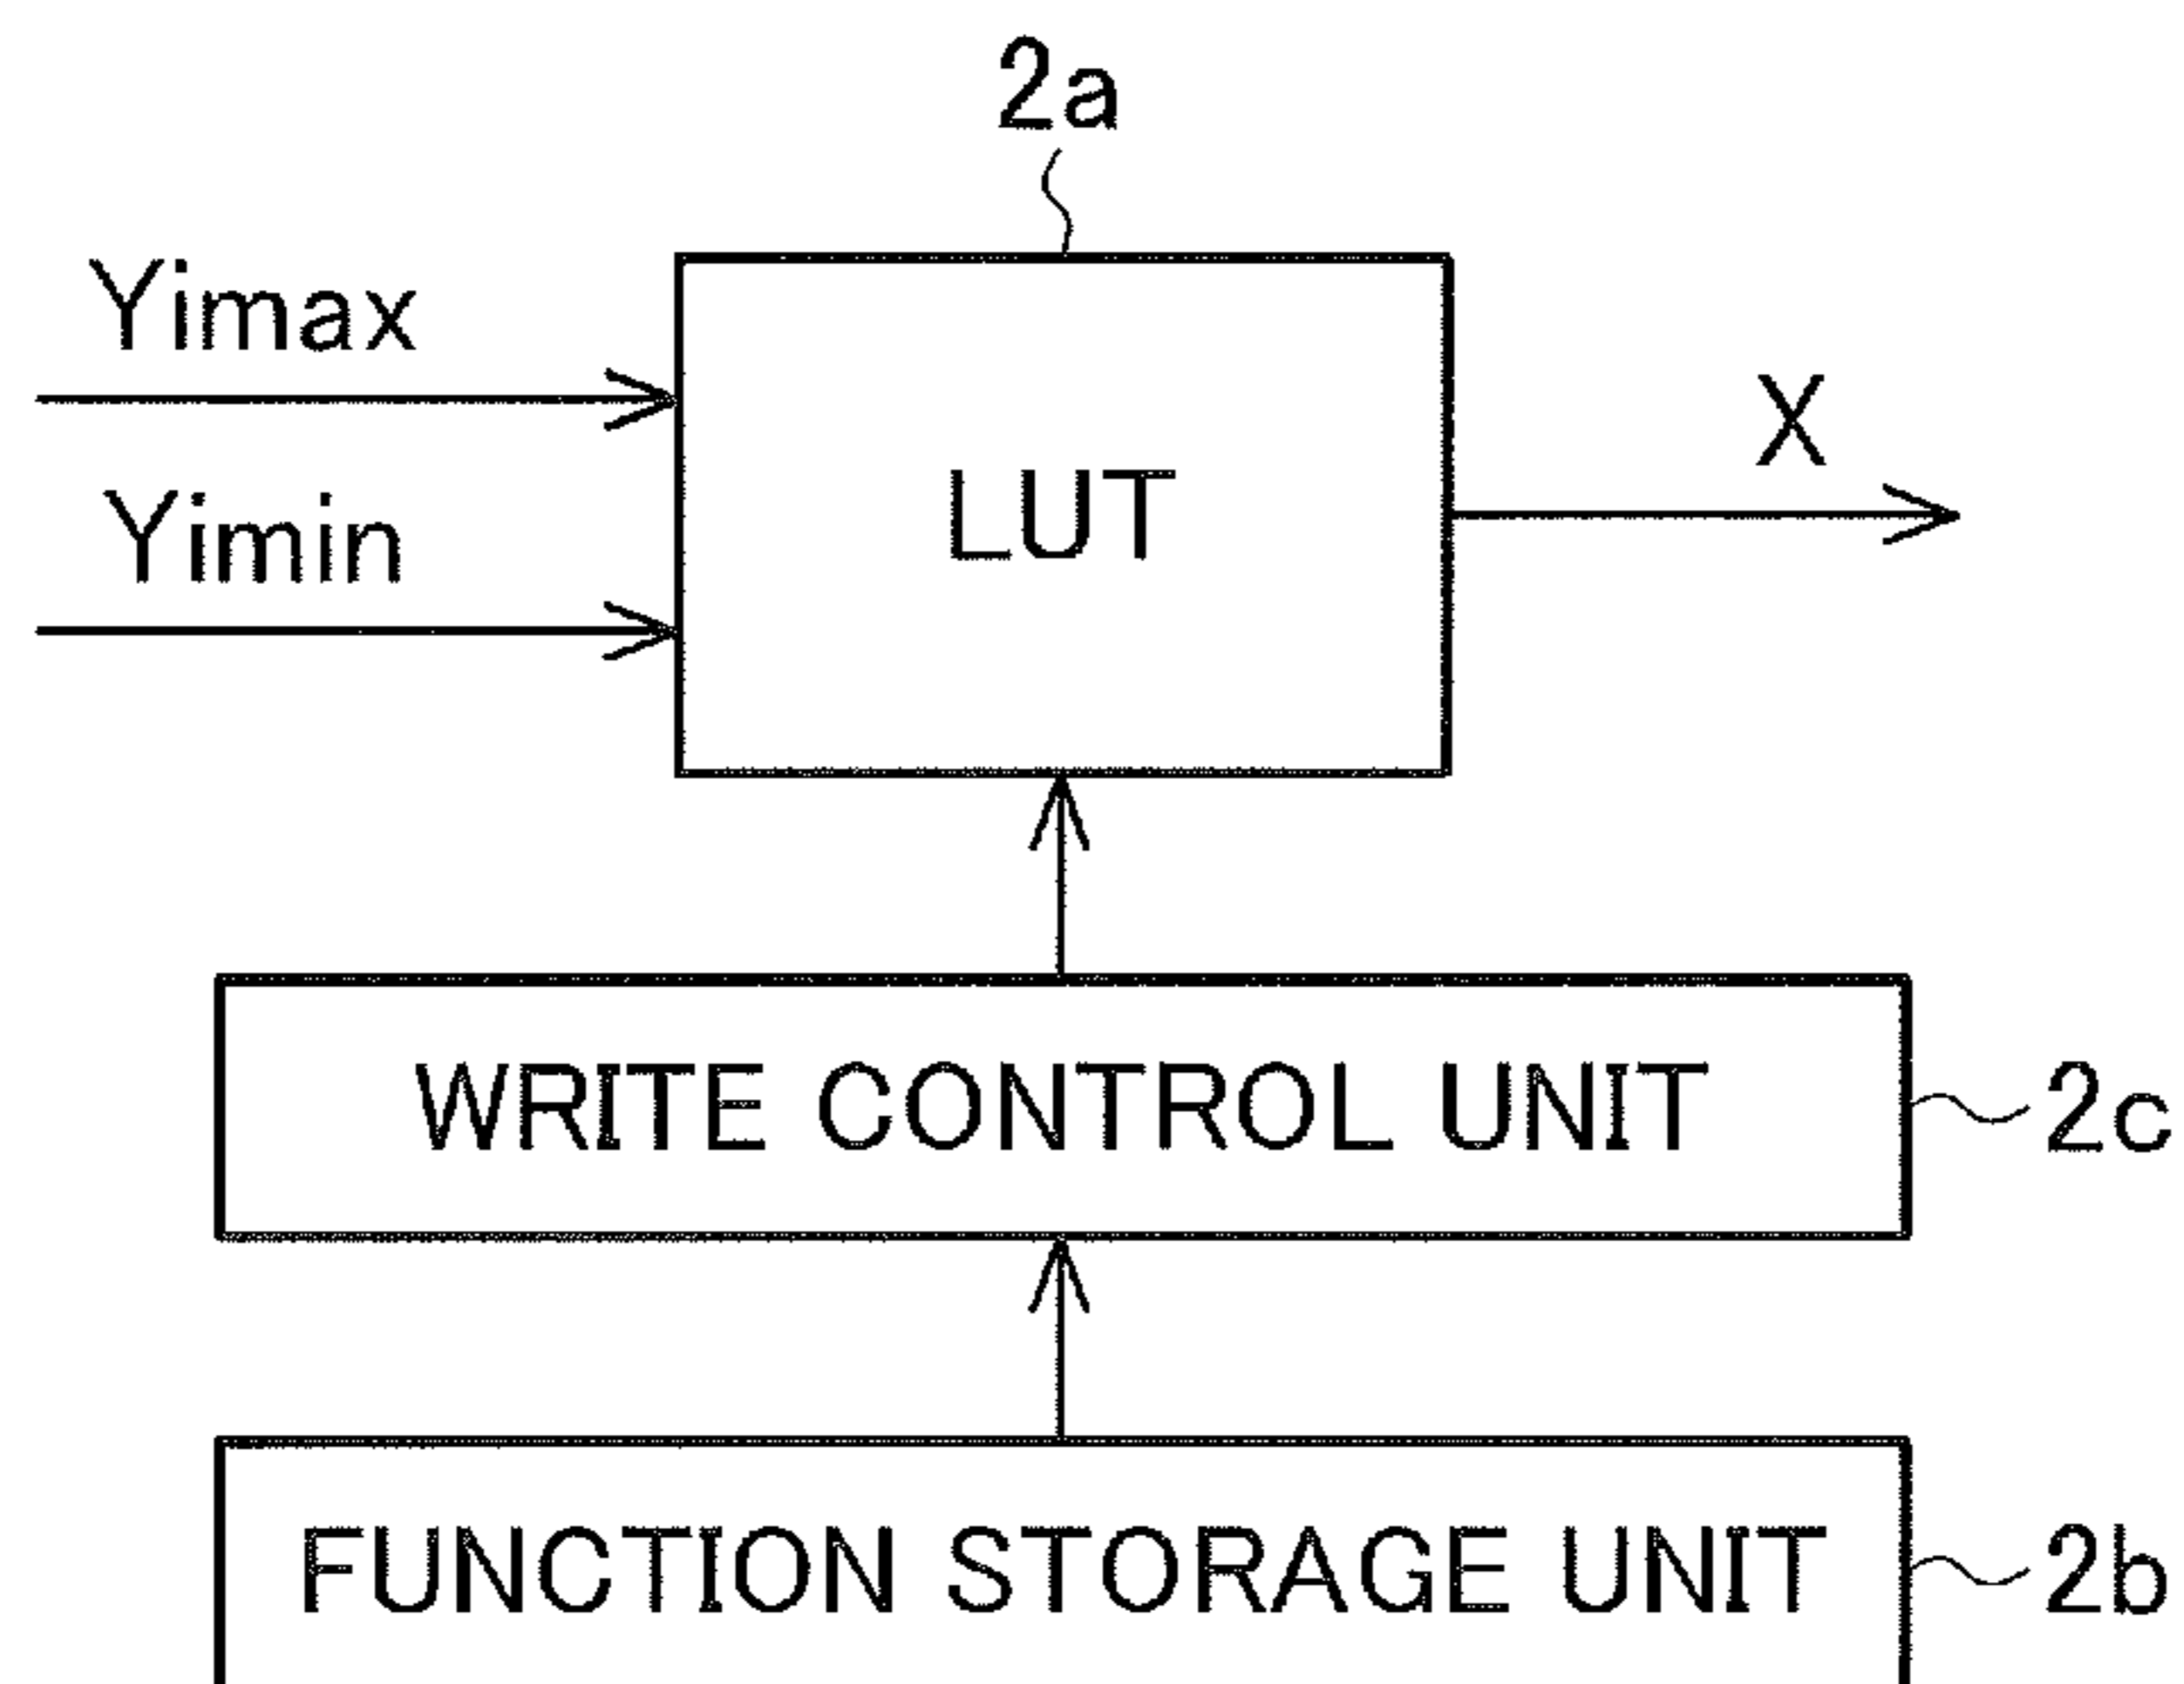 2a
Yimax
X
LUT
Yimin
WRITE CONTROL UNIT 2c
FUNCTION STORAGE UNIT 2b